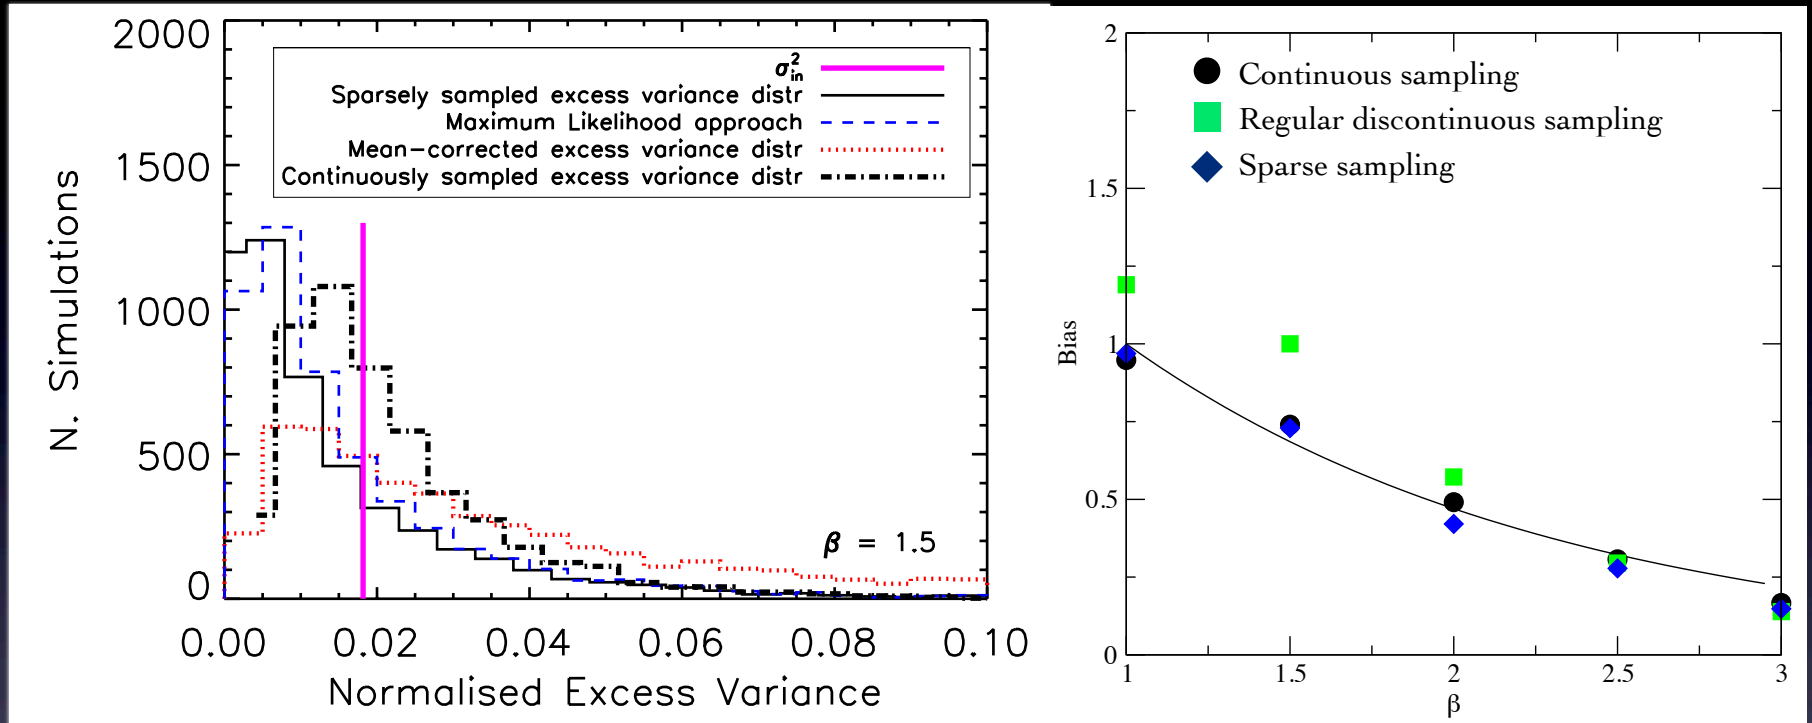 2000
1500
1000
500
0
N. Simulations
σ²in
Sparsely sampled excess variance distr
Maximum Likelihood approach
Mean-corrected excess variance distr
Continuously sampled excess variance distr
β = 1.5
0.00 0.02 0.04 0.06 0.08 0.10
Normalised Excess Variance
2
1.5
1
0.5
0
Bias
Continuous sampling
Regular discontinuous sampling
Sparse sampling
1 1.5 2 2.5 3
β